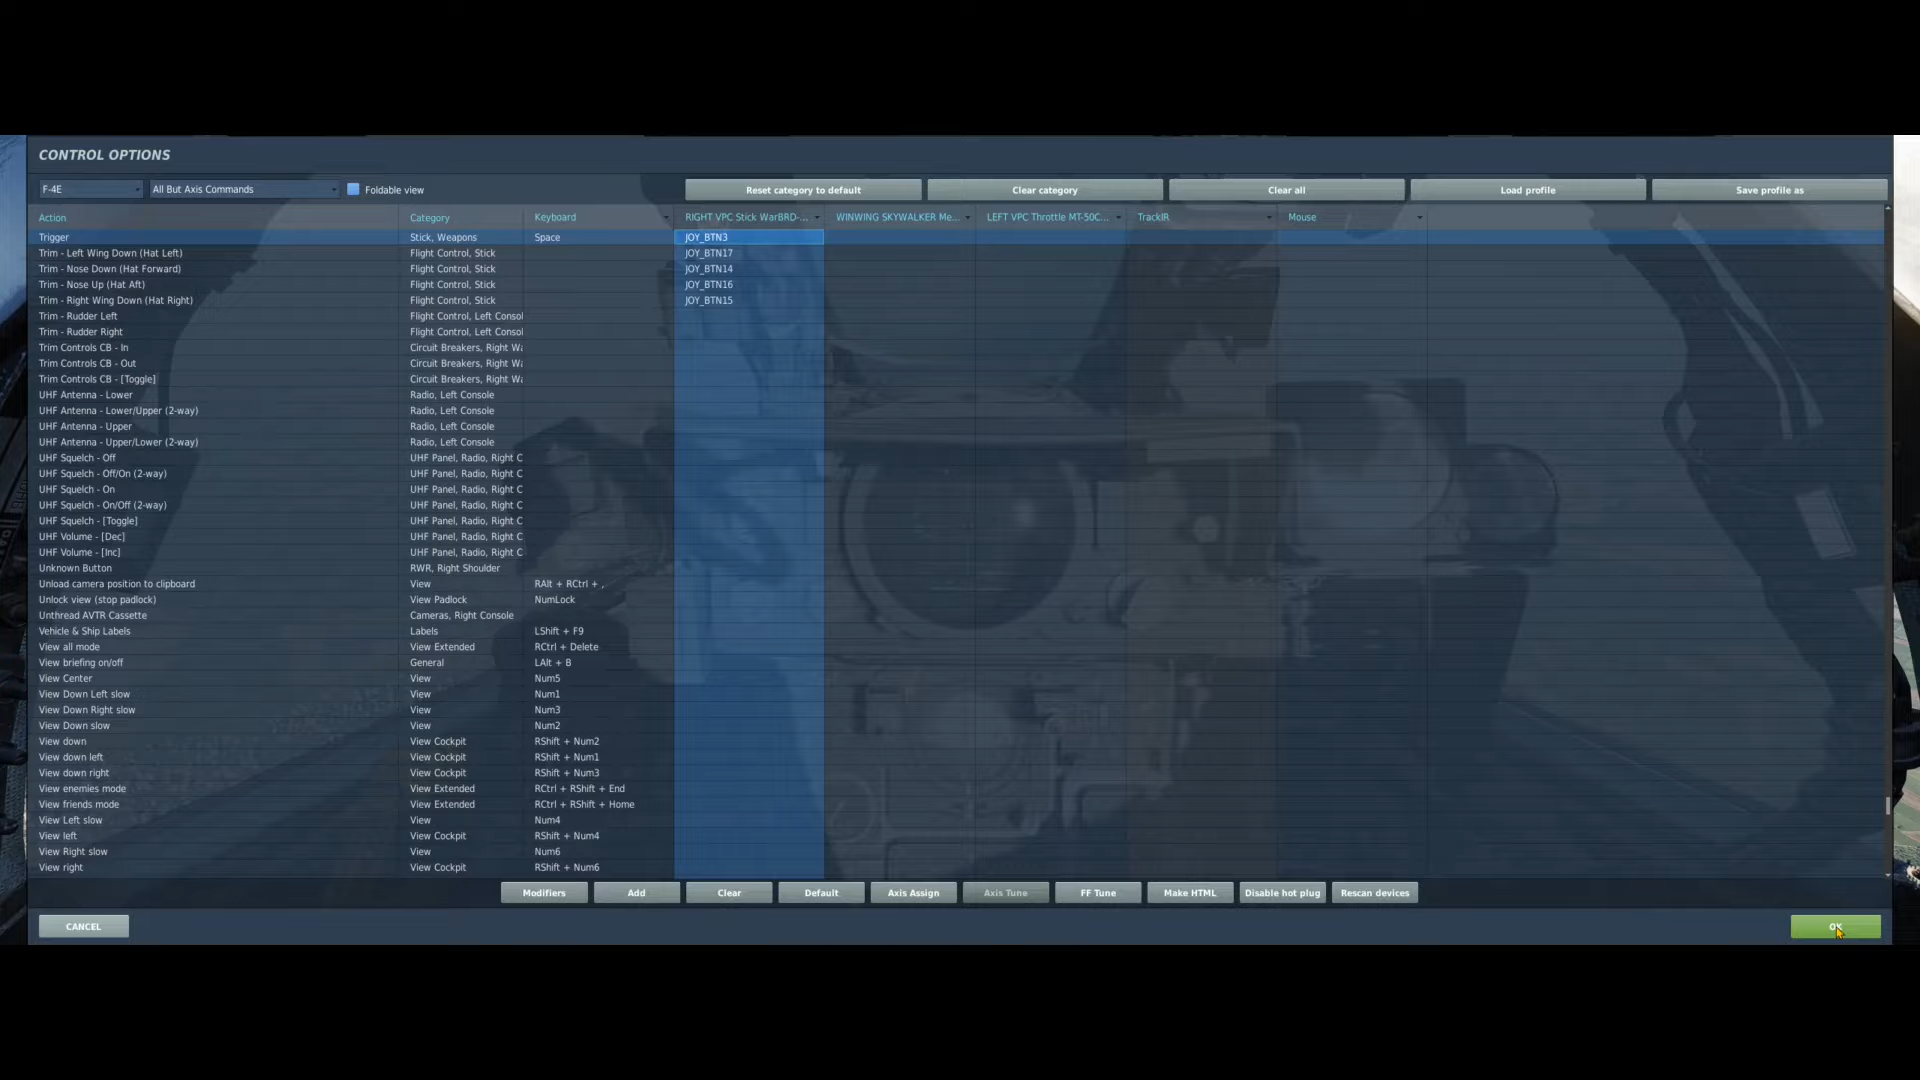 CONTROL OPTIONS
F-4E All But Axis Commands Foldable view Reset category to default Clear category Clear all Load profile Save profile as
Action Category Keyboard RIGHT VPC Stick WarBRD-... WINWING SKYWALKER Me... LEFT VPC Throttle MT-50C... TrackIR Mouse
Trigger Stick, Weapons Space JOY_BTN3
Trim - Left Wing Down (Hat Left) Flight Control, Stick JOY_BTN17
Trim - Nose Down (Hat Forward) Flight Control, Stick JOY_BTN14
Trim - Nose Up (Hat Aft) Flight Control, Stick JOY_BTN16
Trim - Right Wing Down (Hat Right) Flight Control, Stick JOY_BTN15
Trim - Rudder Left Flight Control, Left Consol
Trim - Rudder Right Flight Control, Left Consol
Trim Controls CB - In Circuit Breakers, Right Wa
Trim Controls CB - Out Circuit Breakers, Right Wa
Trim Controls CB - [Toggle] Circuit Breakers, Right Wa
UHF Antenna - Lower Radio, Left Console
UHF Antenna - Lower/Upper (2-way) Radio, Left Console
UHF Antenna - Upper Radio, Left Console
UHF Antenna - Upper/Lower (2-way) Radio, Left Console
UHF Squelch - Off UHF Panel, Radio, Right C
UHF Squelch - Off/On (2-way) UHF Panel, Radio, Right C
UHF Squelch - On UHF Panel, Radio, Right C
UHF Squelch - On/Off (2-way) UHF Panel, Radio, Right C
UHF Squelch - [Toggle] UHF Panel, Radio, Right C
UHF Volume - [Dec] UHF Panel, Radio, Right C
UHF Volume - [Inc] UHF Panel, Radio, Right C
Unknown Button RWR, Right Shoulder
Unload camera position to clipboard View RAlt + RCtrl + ,
Unlock view (stop padlock) View Padlock NumLock
Unthread AVTR Cassette Cameras, Right Console
Vehicle & Ship Labels Labels LShift + F9
View all mode View Extended RCtrl + Delete
View briefing on/off General LAlt + B
View Center View Num5
View Down Left slow View Num1
View Down Right slow View Num3
View Down slow View Num2
View down View Cockpit RShift + Num2
View down left View Cockpit RShift + Num1
View down right View Cockpit RShift + Num3
View enemies mode View Extended RCtrl + RShift + End
View friends mode View Extended RCtrl + RShift + Home
View Left slow View Num4
View left View Cockpit RShift + Num4
View Right slow View Num6
View right View Cockpit RShift + Num6
Modifiers Add Clear Default Axis Assign Axis Tune FF Tune Make HTML Disable hot plug Rescan devices
CANCEL OK